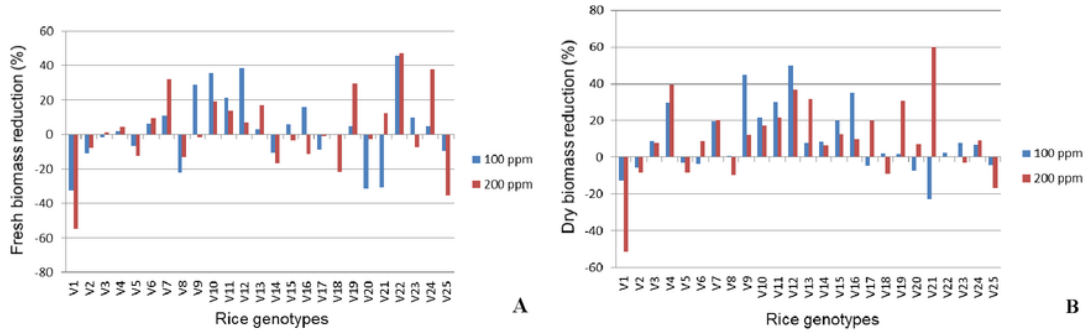 Fresh biomass reduction (%)
60
40
20
0
-20
-40
-60
-80
V1 V2 V3 V4 V5 V6 V7 V8 V9 V10 V11 V12 V13 V14 V15 V16 V17 V18 V19 V20 V21 V22 V23 V24 V25
Rice genotypes
100 ppm
200 ppm
A
Dry biomass reduction (%)
80
60
40
20
0
-20
-40
-60
V1 V2 V3 V4 V5 V6 V7 V8 V9 V10 V11 V12 V13 V14 V15 V16 V17 V18 V19 V20 V21 V22 V23 V24 V25
Rice genotypes
100 ppm
200 ppm
B